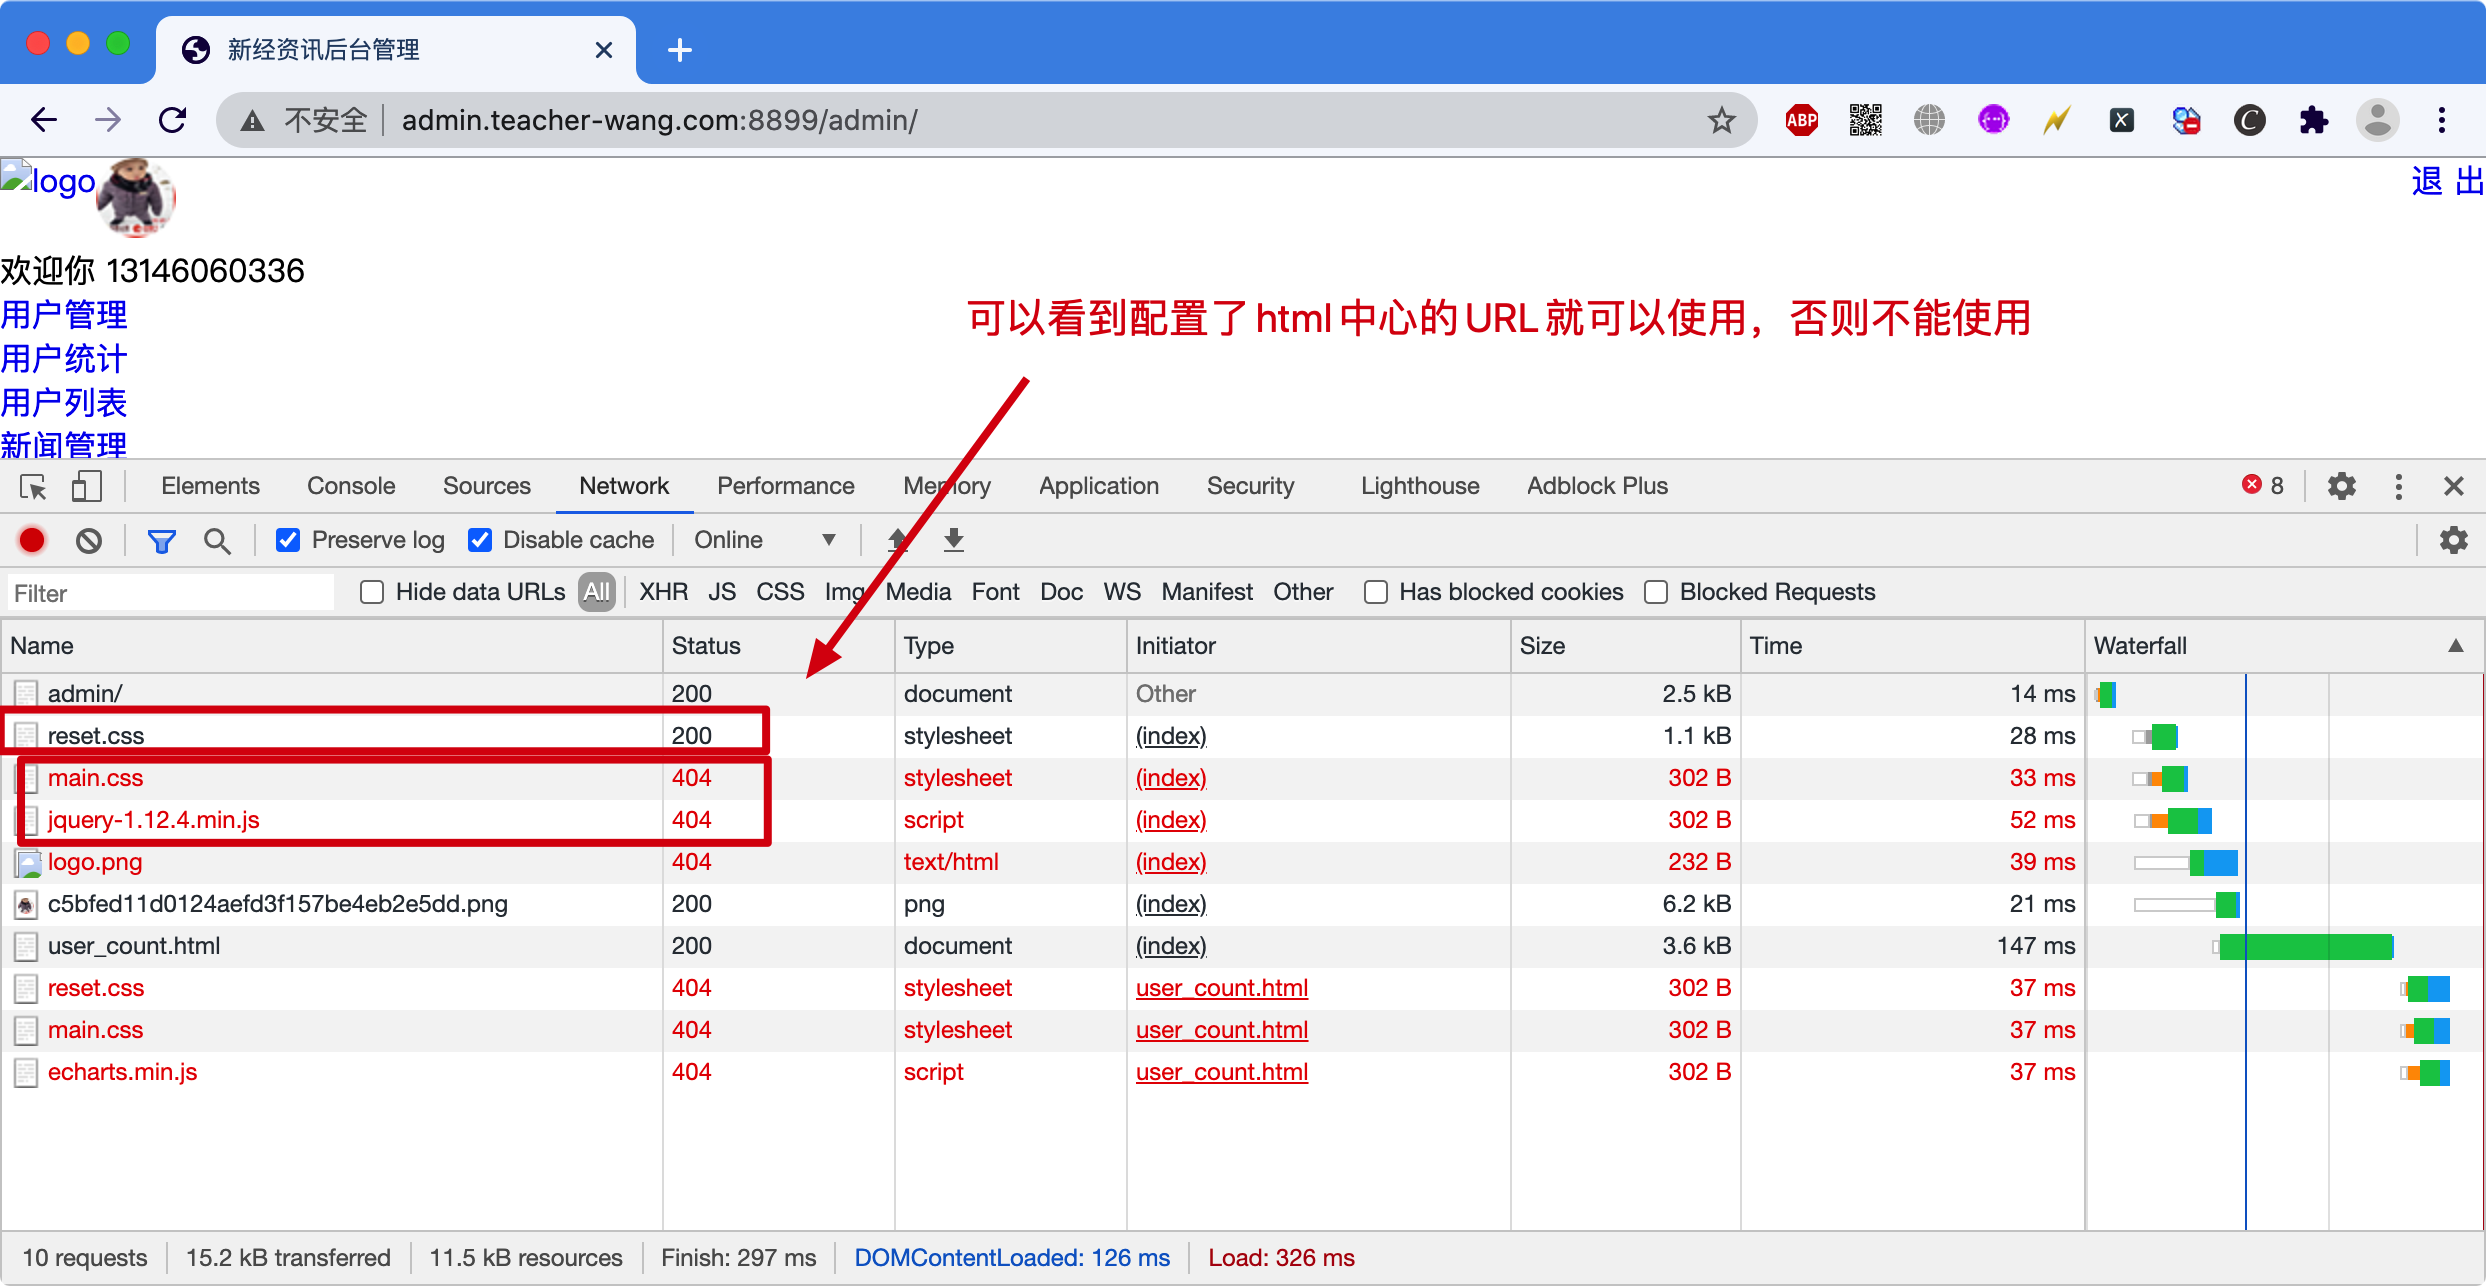 新经资讯后台管理
不安全 admin.teacher-wang.com:8899/admin/
ABP
logo
退 出
欢迎你 13146060336
用户管理
用户统计
用户列表
新闻管理
可以看到配置了html中心的URL就可以使用，否则不能使用
Elements Console Sources Network Performance Memory Application Security Lighthouse Adblock Plus 8
Preserve log Disable cache Online
Filter Hide data URLs All XHR JS CSS Img Media Font Doc WS Manifest Other Has blocked cookies Blocked Requests
Name Status Type Initiator Size Time Waterfall
admin/ 200 document Other 2.5 kB 14 ms
reset.css 200 stylesheet (index) 1.1 kB 28 ms
main.css 404 stylesheet (index) 302 B 33 ms
jquery-1.12.4.min.js 404 script (index) 302 B 52 ms
logo.png 404 text/html (index) 232 B 39 ms
c5bfed11d0124aefd3f157be4eb2e5dd.png 200 png (index) 6.2 kB 21 ms
user_count.html 200 document (index) 3.6 kB 147 ms
reset.css 404 stylesheet user_count.html 302 B 37 ms
main.css 404 stylesheet user_count.html 302 B 37 ms
echarts.min.js 404 script user_count.html 302 B 37 ms
10 requests 15.2 kB transferred 11.5 kB resources Finish: 297 ms DOMContentLoaded: 126 ms Load: 326 ms